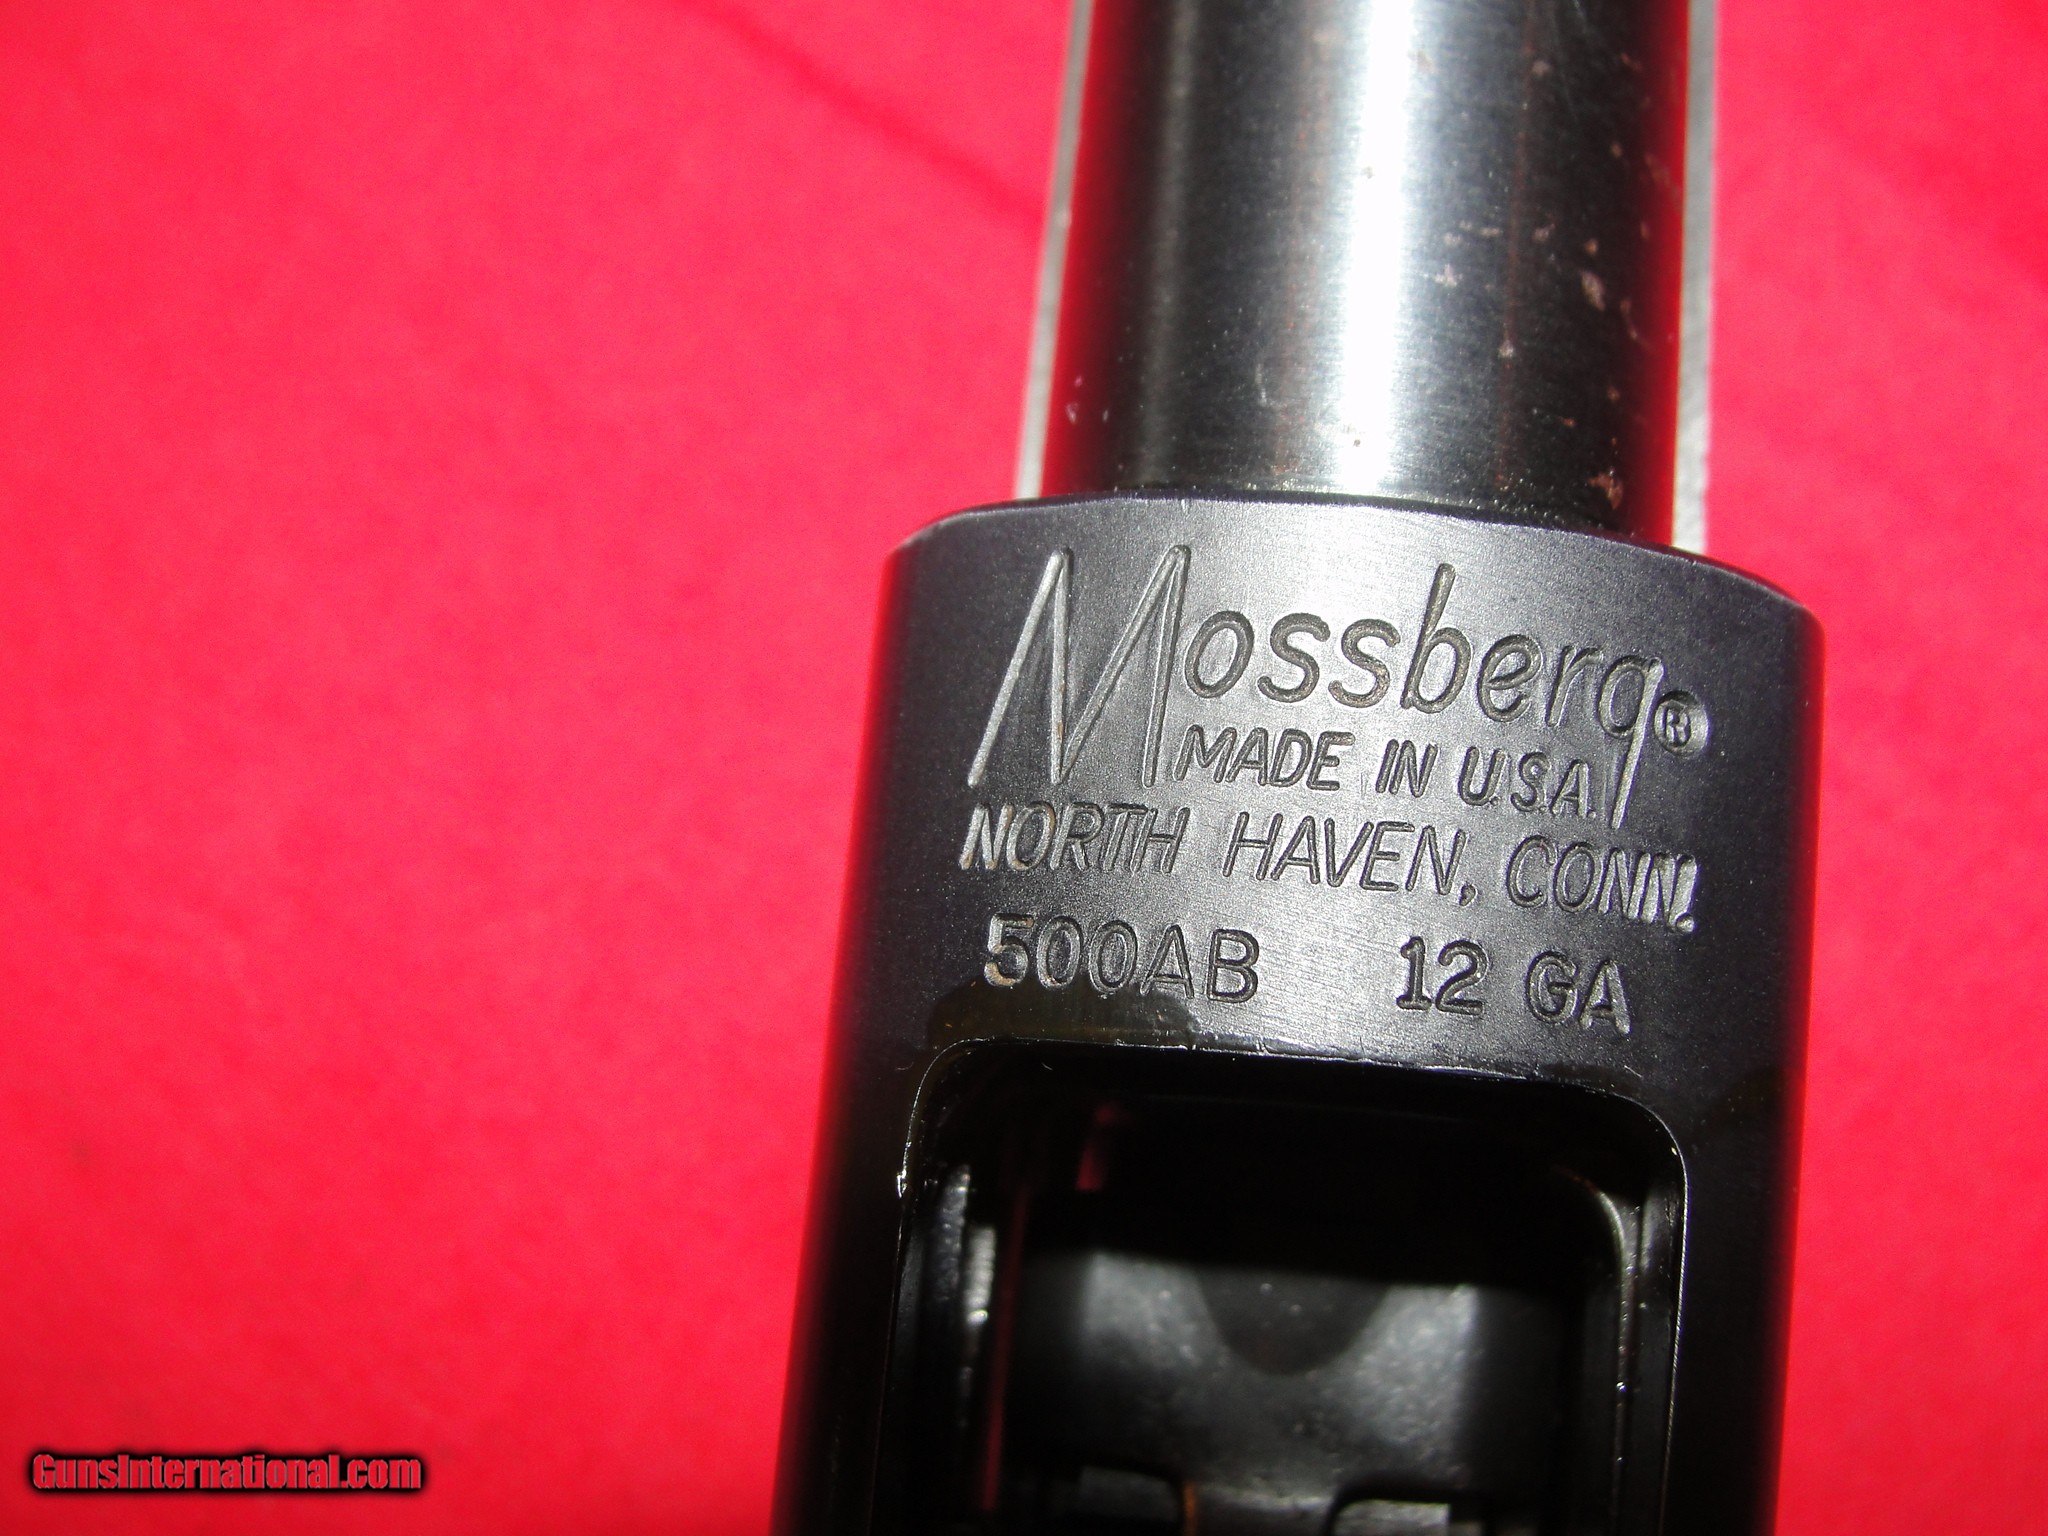 Mossberg®
MADE IN U.S.A.
NORTH HAVEN, CONN.
500AB 12 GA
GunsInternational.com